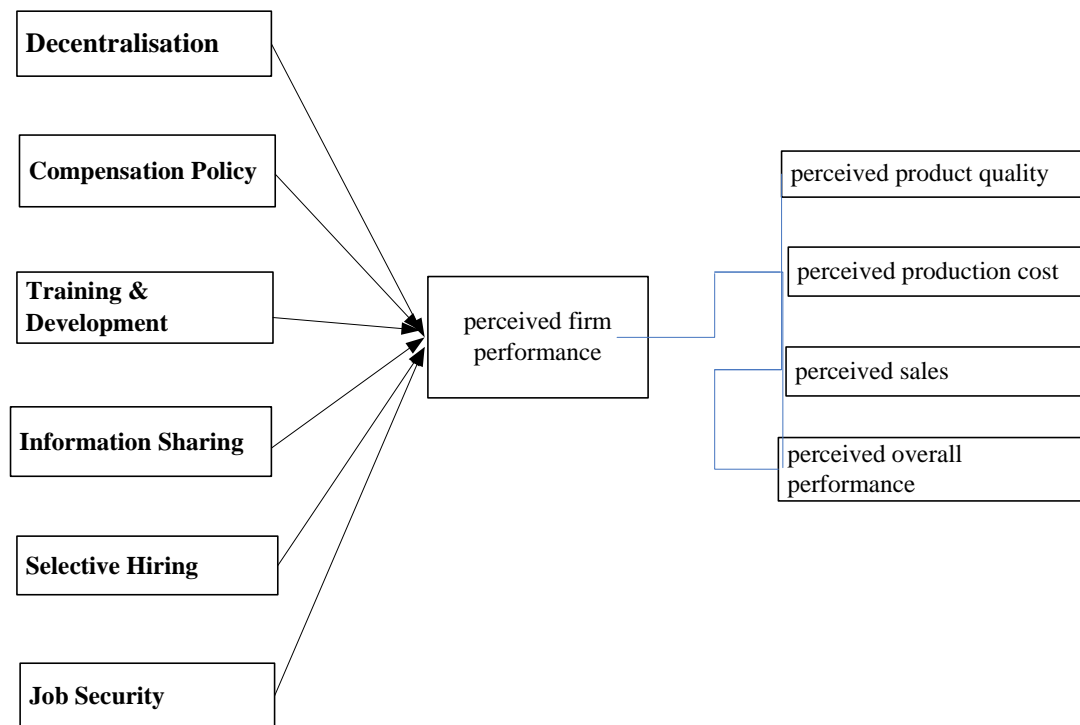 Decentralisation
Compensation Policy
Training &
Development
Information Sharing
Selective Hiring
Job Security
perceived firm
performance
perceived product quality
perceived production cost
perceived sales
perceived overall
performance